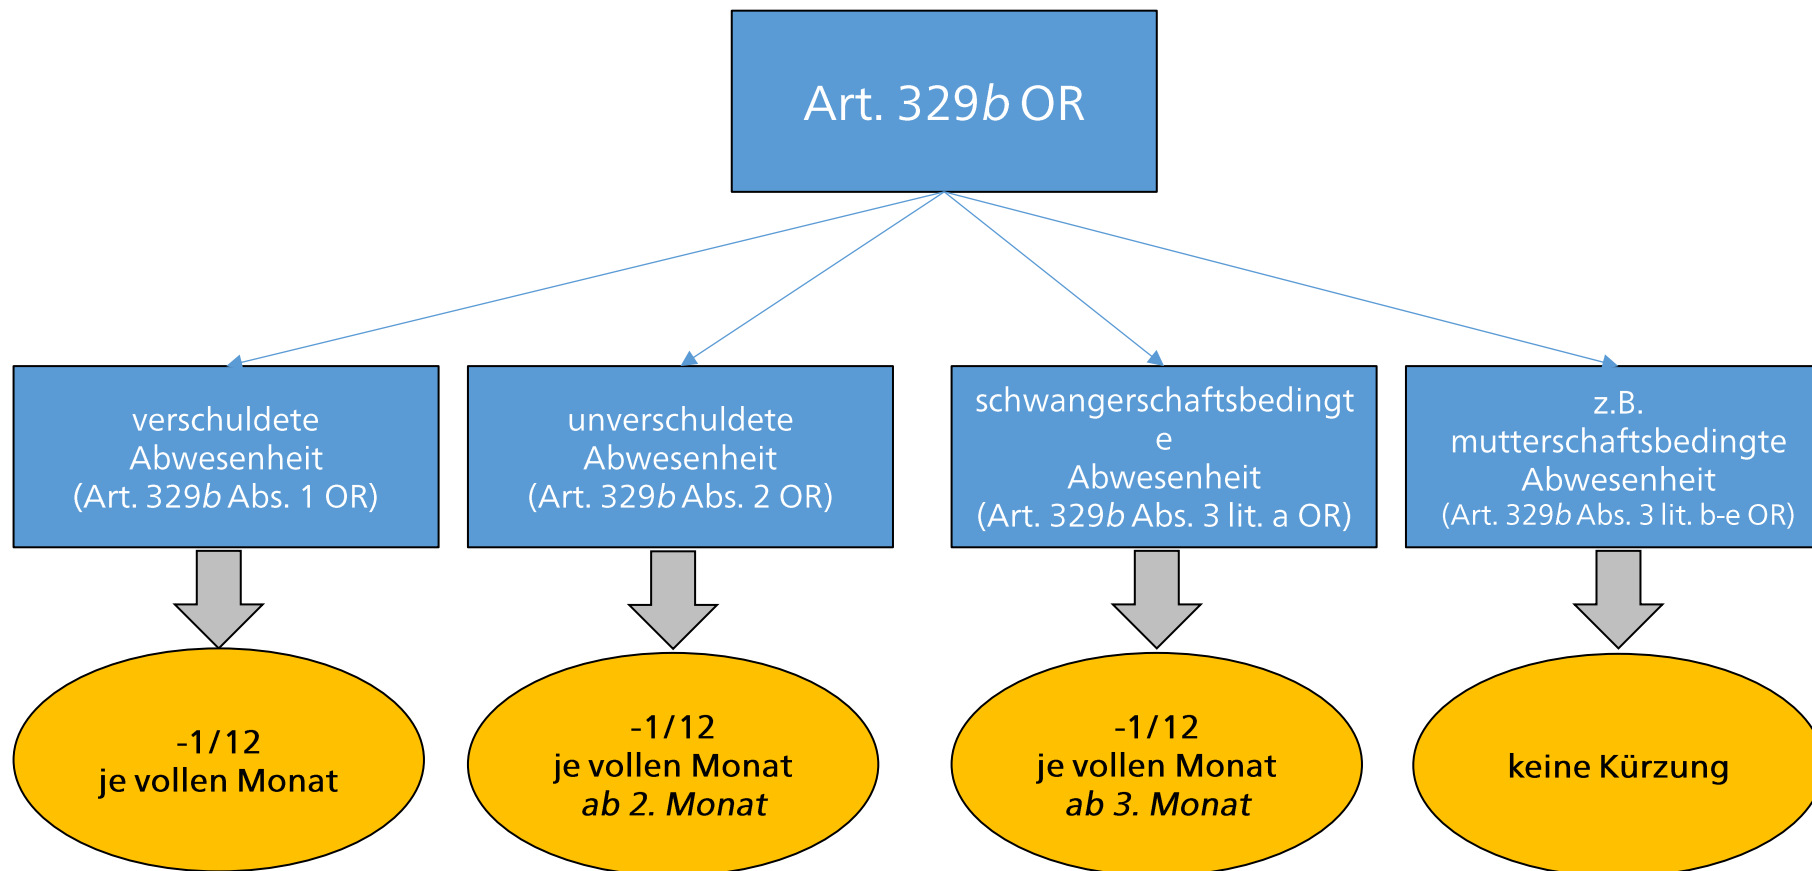 Art. 329b OR
verschuldete
Abwesenheit
(Art. 329b Abs. 1 OR)
unverschuldete
Abwesenheit
(Art. 329b Abs. 2 OR)
schwangerschaftsbedingt
e
Abwesenheit
(Art. 329b Abs. 3 lit. a OR)
z.B.
mutterschaftsbedingte
Abwesenheit
(Art. 329b Abs. 3 lit. b-e OR)
-1/12
je vollen Monat
-1/12
je vollen Monat
ab 2. Monat
-1/12
je vollen Monat
ab 3. Monat
keine Kürzung